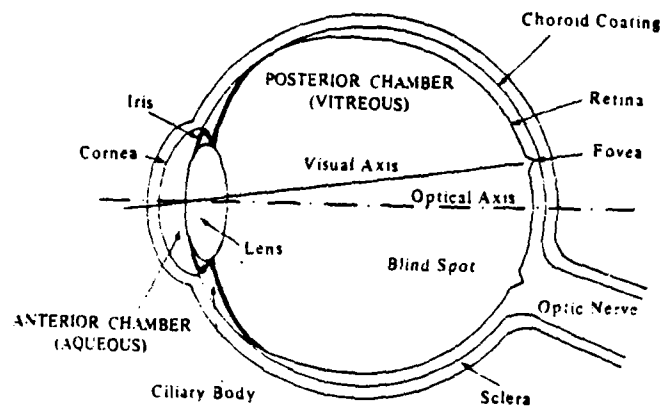 Choroid Coating
POSTERIOR CHAMBER
(VITREOUS)
Iris
Retina
Cornea
Fovea
Visual Axis
Optical Axis
Lens
Blind Spot
Optic Nerve
ANTERIOR CHAMBER
(AQUEOUS)
Ciliary Body
Sclera